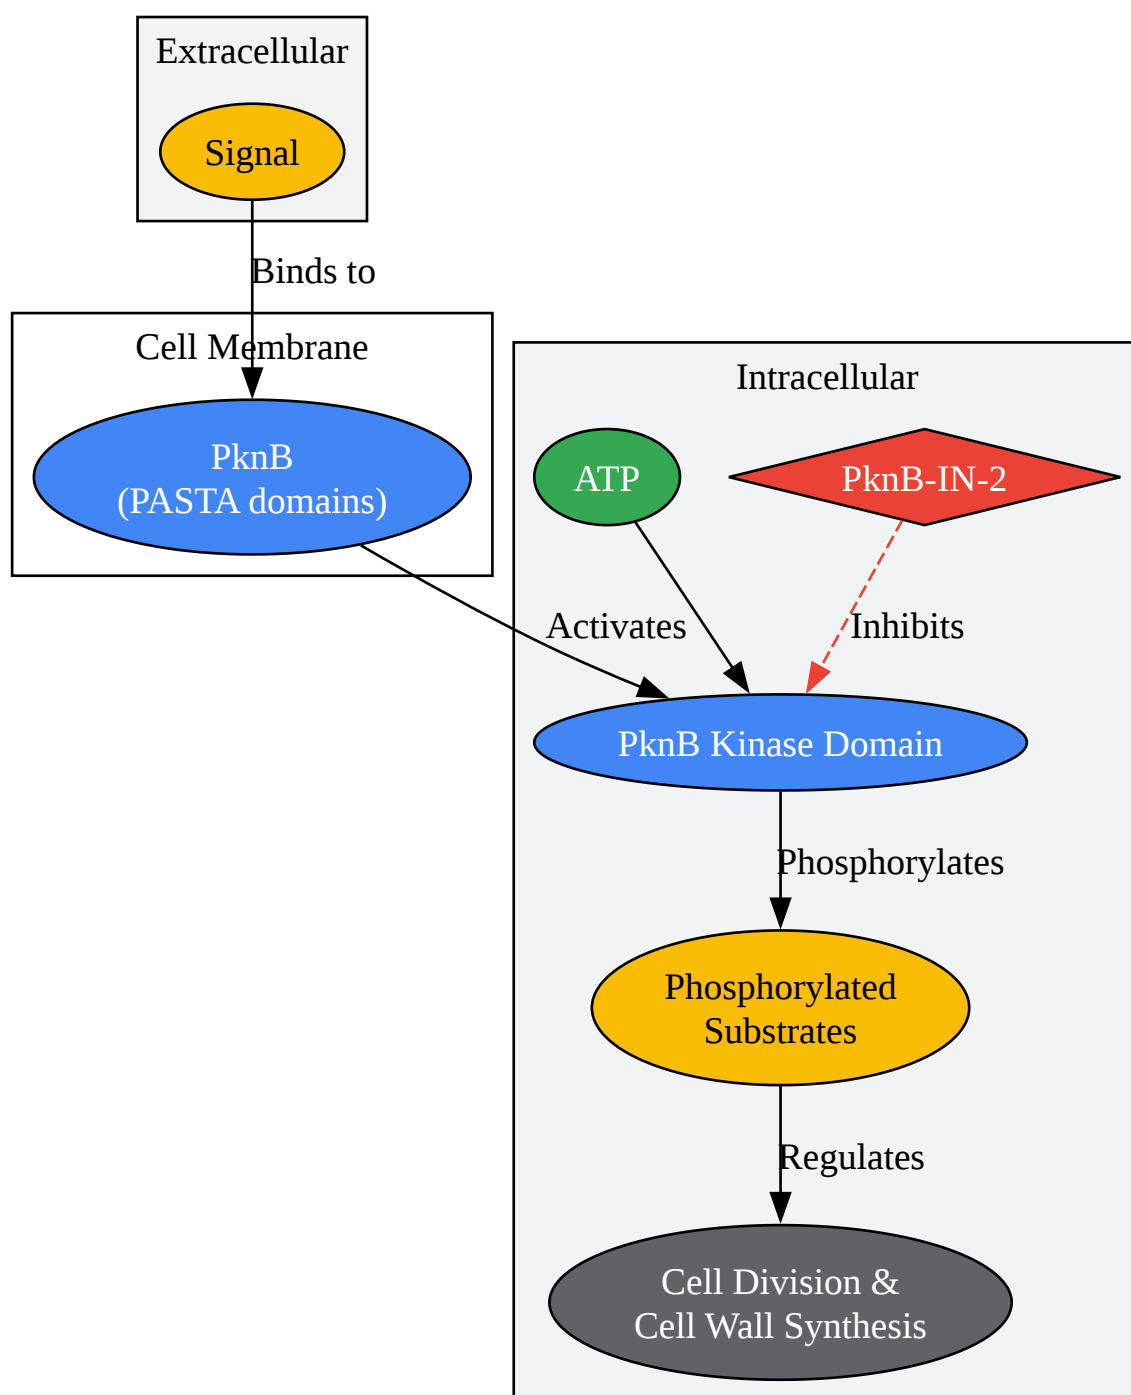 Extracellular
Signal
Binds to
Cell Membrane
PknB
(PASTA domains)
Intracellular
ATP
PknB-IN-2
Activates
Inhibits
PknB Kinase Domain
Phosphorylates
Phosphorylated
Substrates
Regulates
Cell Division &
Cell Wall Synthesis